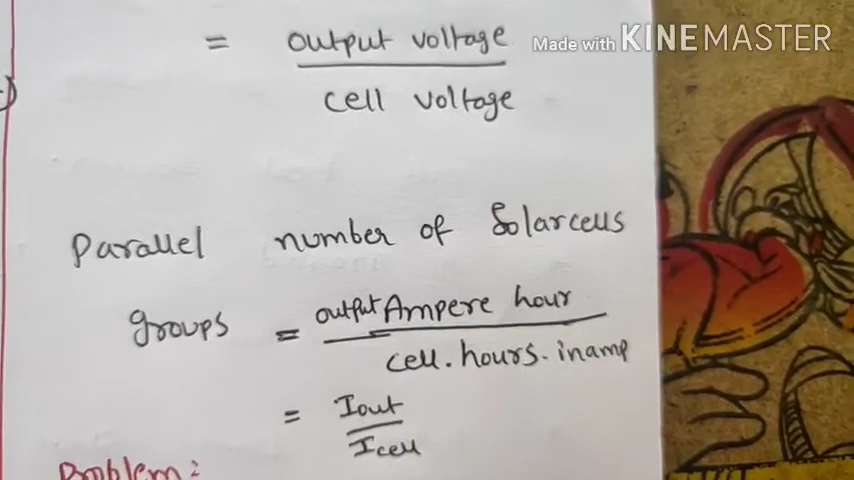 = output voltage
cell voltage
Made with KINEMASTER
Parallel number of Solarcells
groups = output Ampere hour
cell. hours. inamp
= Iout
Icell
Problem: